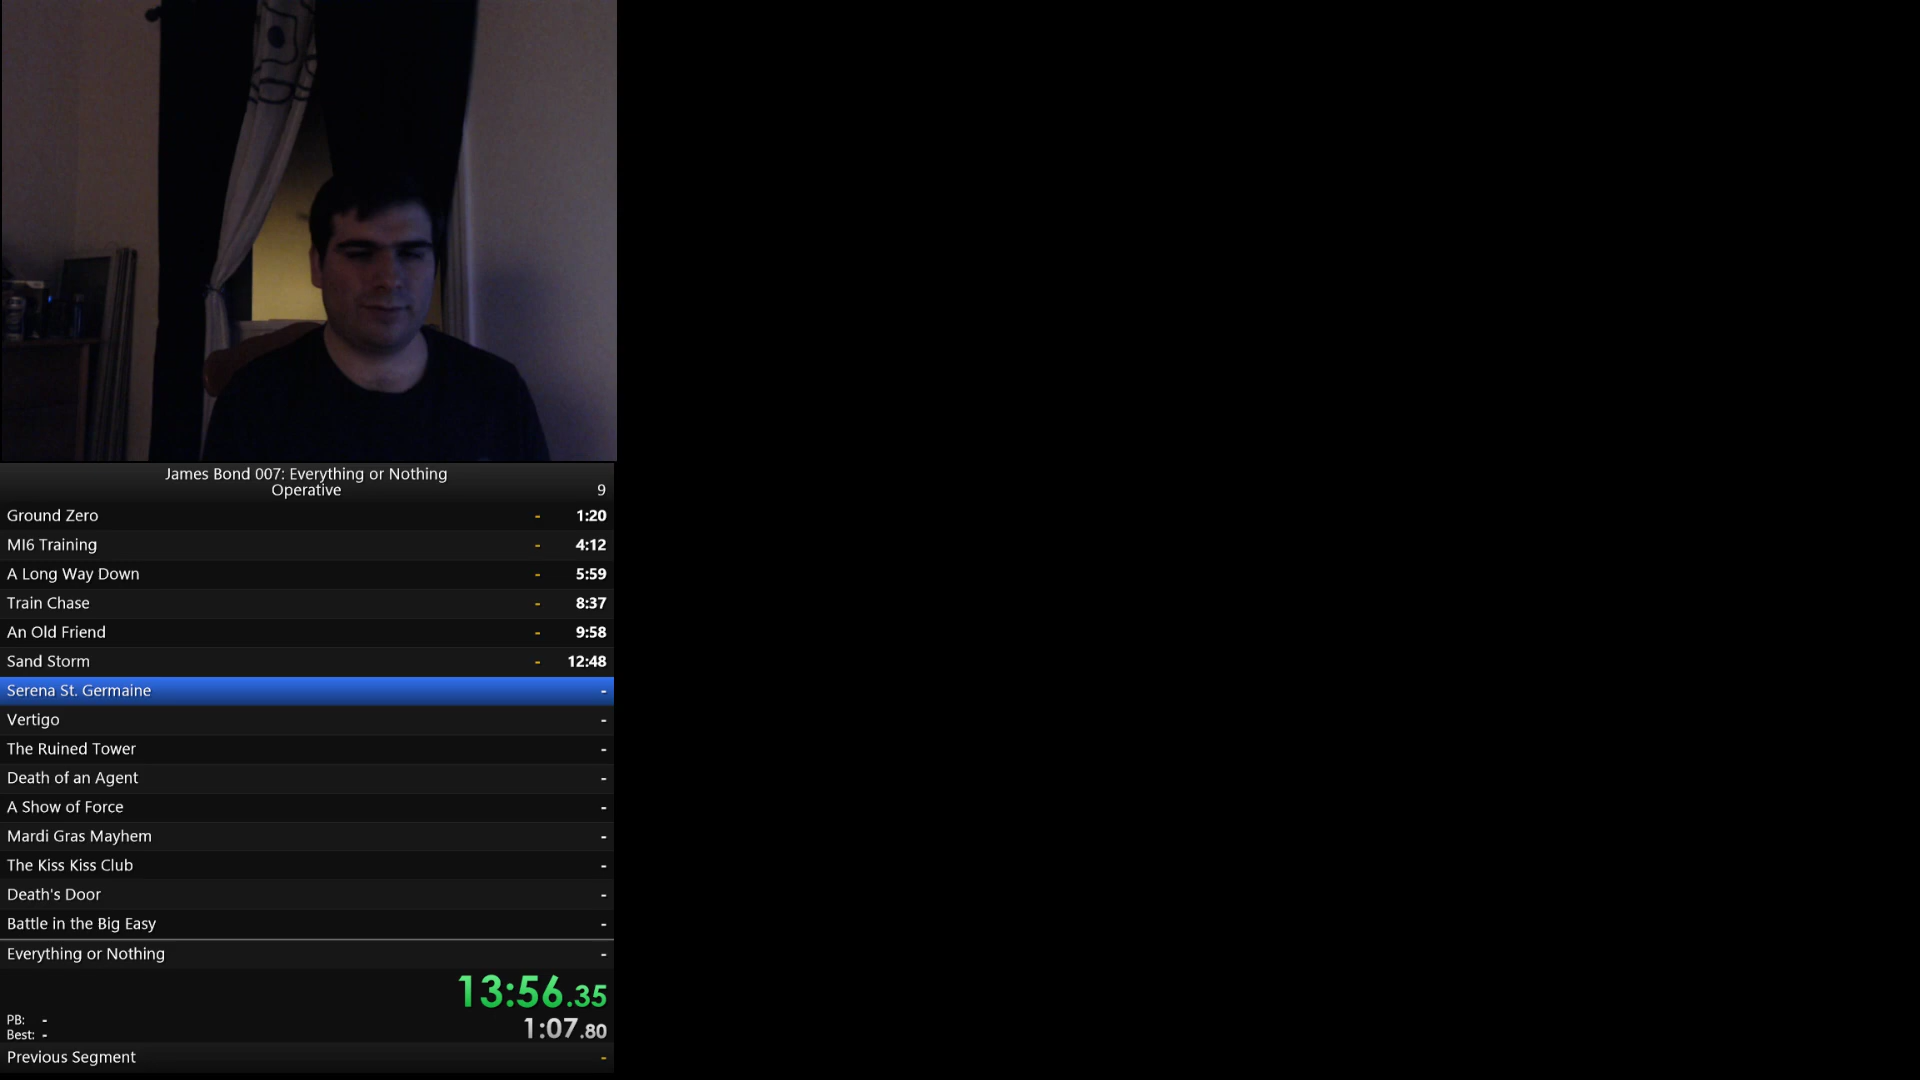 James Bond 007: Everything or Nothing
Operative 9
Ground Zero - 1:20
MI6 Training - 4:12
A Long Way Down - 5:59
Train Chase - 8:37
An Old Friend - 9:58
Sand Storm - 12:48
Serena St. Germaine -
Vertigo -
The Ruined Tower -
Death of an Agent -
A Show of Force -
Mardi Gras Mayhem -
The Kiss Kiss Club -
Death's Door -
Battle in the Big Easy -
Everything or Nothing -
13:56.35
PB: -
Best: -
1:07.80
Previous Segment -